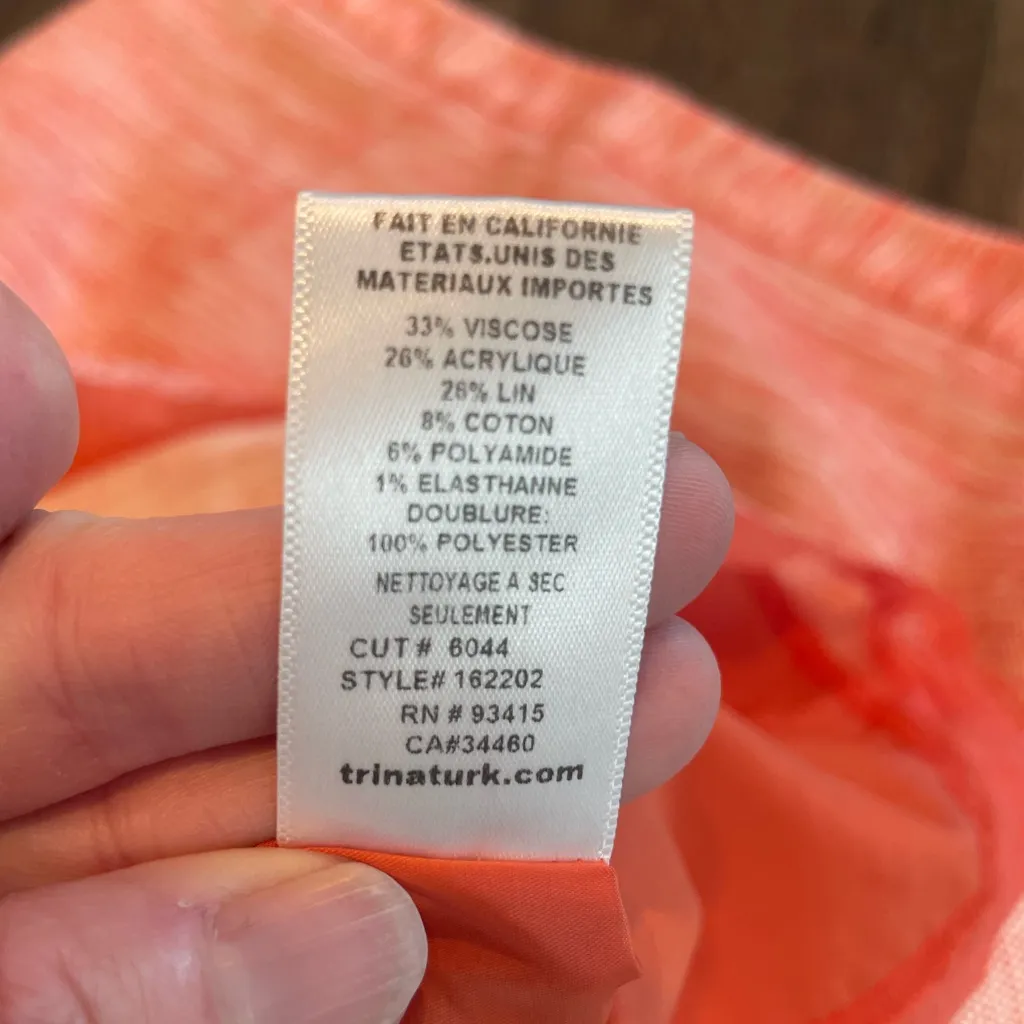 FAIT EN CALIFORNIE
ETATS.UNIS DES
MATERIAUX IMPORTES
33% VISCOSE
26% ACRYLIQUE
26% LIN
8% COTON
6% POLYAMIDE
1% ELASTHANNE
DOUBLURE:
100% POLYESTER
NETTOYAGE A SEC
SEULEMENT
CUT # 6044
STYLE# 162202
RN # 93415
CA#34460
trinaturk.com